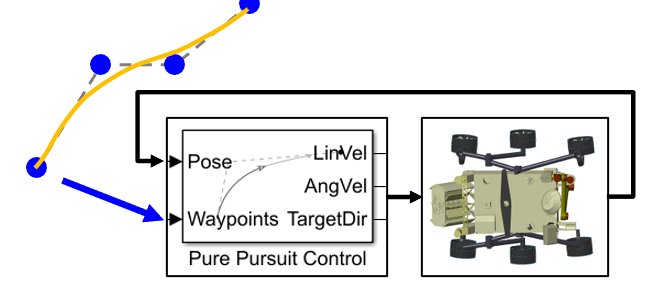 Pose LinVel
AngVel
Waypoints TargetDir
Pure Pursuit Control